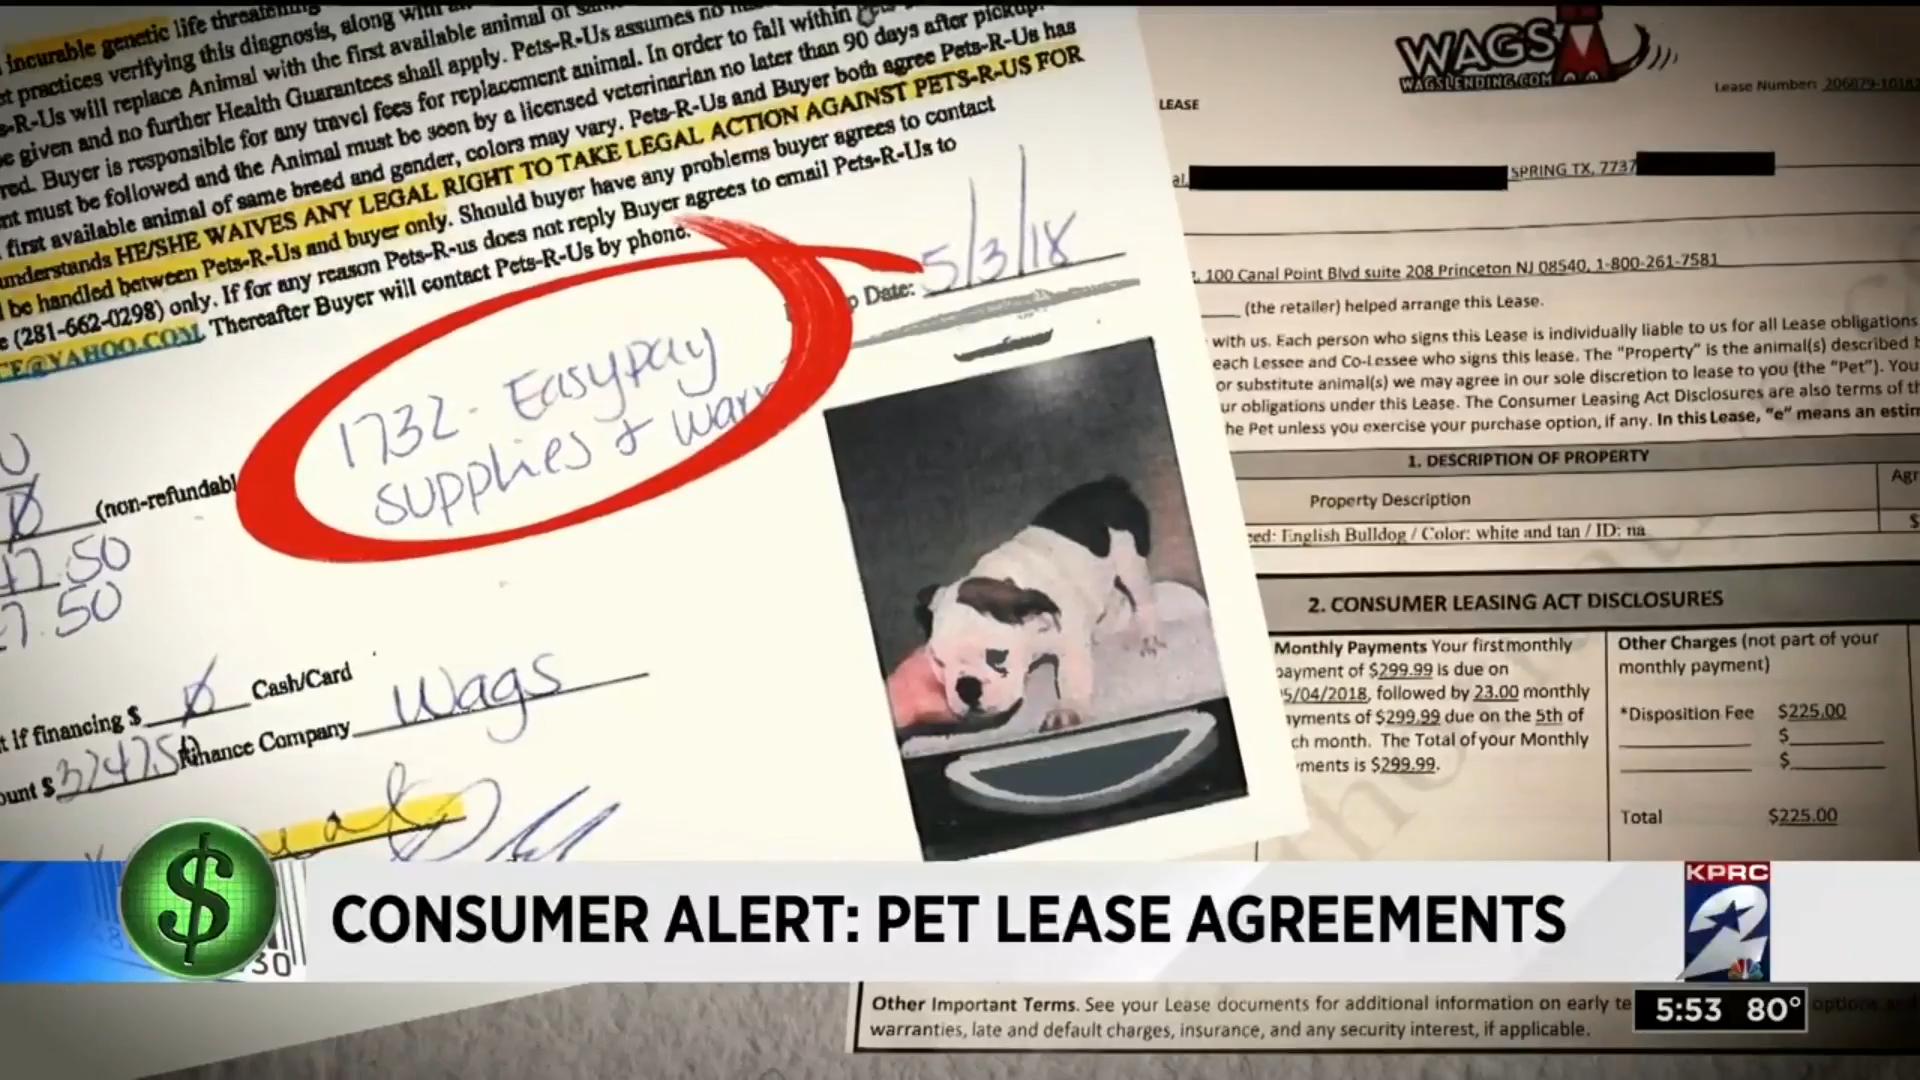 incurable genetic life threatening
practices verifying this diagnosis, along with
s-R-Us will replace Animal with the first available animal of same
given and no further Health Guarantees shall apply. Pets-R-Us assumes no
red. Buyer is responsible for any travel fees for replacement animal. In order to fall within
nt must be followed and the Animal must be seen by a licensed veterinarian no later than 90 days after pickup.
first available animal of same breed and gender, colors may vary. Pets-R-Us and Buyer both agree Pets-R-Us has
understands HE/SHE WAIVES ANY LEGAL RIGHT TO TAKE LEGAL ACTION AGAINST PETS-R-US FOR
be handled between Pets-R-Us and buyer only. Should buyer have any problems buyer agrees to contact
(281-662-0298) only. If for any reason Pets-R-us does not reply Buyer agrees to email Pets-R-Us to
CE@YAHOO.COM. Thereafter Buyer will contact Pets-R-Us by phone.
Date: 5/3/18
1732 - Easypay
supplies & warr
(non-refundabl
7.50
if financing $ Ø Cash/Card
ount $ Finance Company Wags
WAGS
WAGSLENDING.COM
Lease Number: 206879-10182
LEASE
SPRING TX, 7737
100 Canal Point Blvd suite 208 Princeton NJ 08540, 1-800-261-7581
(the retailer) helped arrange this Lease.
with us. Each person who signs this Lease is individually liable to us for all Lease obligations
each Lessee and Co-Lessee who signs this lease. The "Property" is the animal(s) described b
or substitute animal(s) we may agree in our sole discretion to lease to you (the "Pet"). You
ur obligations under this Lease. The Consumer Leasing Act Disclosures are also terms of th
he Pet unless you exercise your purchase option, if any. In this Lease, "e" means an estim
1. DESCRIPTION OF PROPERTY
Property Description
Agr
$
eed: English Bulldog / Color: white and tan / ID: na
2. CONSUMER LEASING ACT DISCLOSURES
Monthly Payments Your first monthly
payment of $299.99 is due on
5/04/2018, followed by 23.00 monthly
ayments of $299.99 due on the 5th of
ch month. The Total of your Monthly
ments is $299.99.
Other Charges (not part of your
monthly payment)
*Disposition Fee $225.00
$
$
Total $225.00
$
CONSUMER ALERT: PET LEASE AGREEMENTS
KPRC
2
Other Important Terms. See your Lease documents for additional information on early te
warranties, late and default charges, insurance, and any security interest, if applicable.
5:53 80°